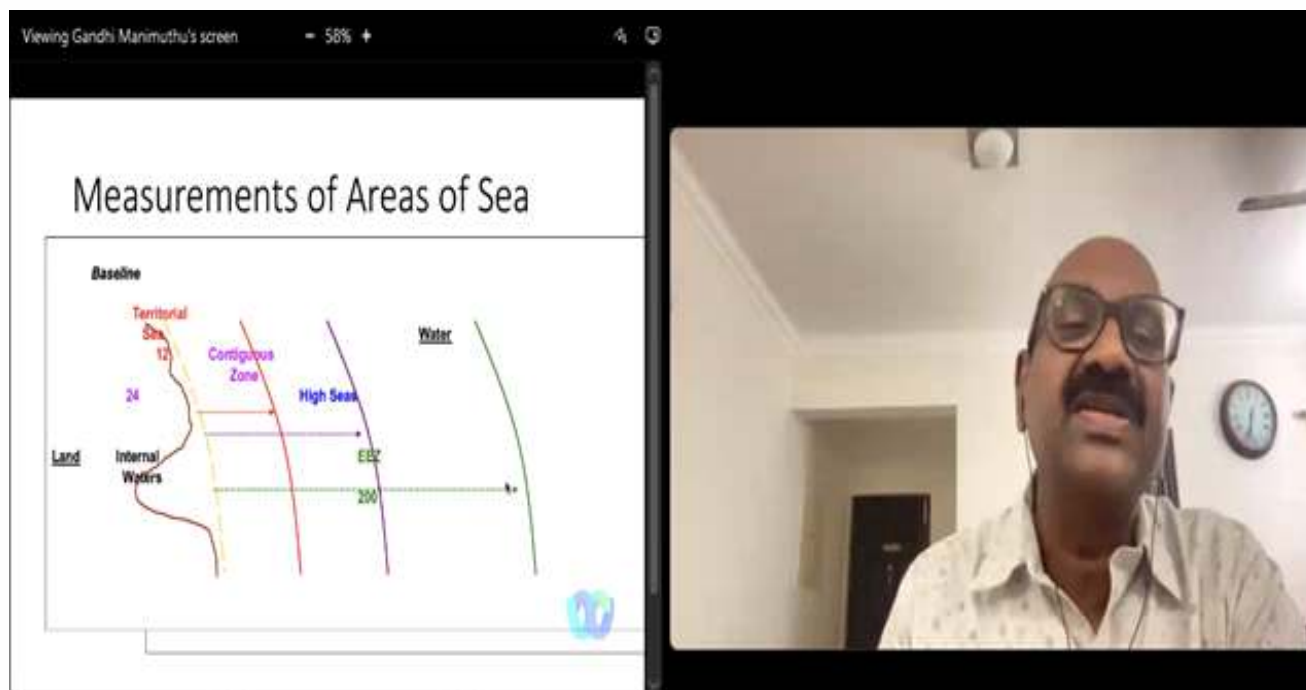 Viewing Gandhi Manimuthu's screen - 58% +
Measurements of Areas of Sea
Baseline
Territorial
Sea
12
Contiguous
Zone
Water
24
High Seas
Land
Internal
Waters
EEZ
200